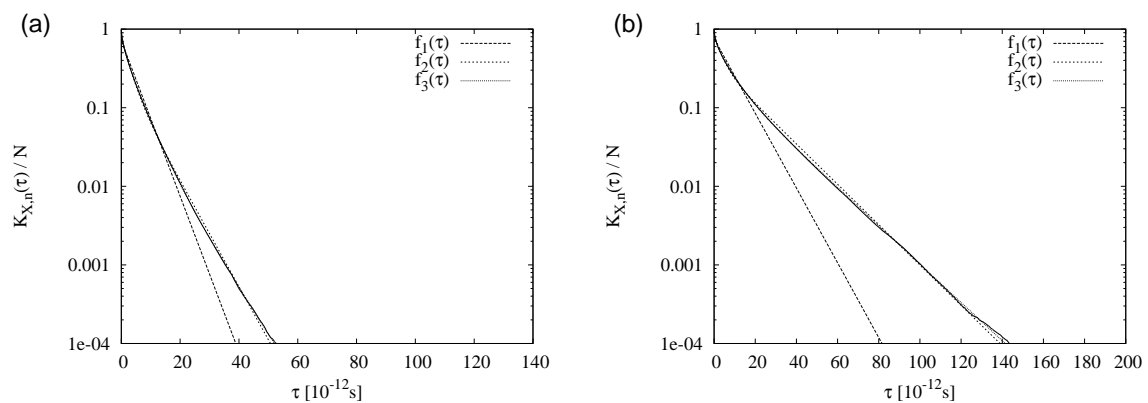 (a)
K_{X,n}(τ) / N
1
0.1
0.01
0.001
1e-04
0 20 40 60 80 100 120 140
τ [10^{-12}s]
f_1(τ)
f_2(τ)
f_3(τ)
(b)
K_{X,n}(τ) / N
1
0.1
0.01
0.001
1e-04
0 20 40 60 80 100 120 140 160 180 200
τ [10^{-12}s]
f_1(τ)
f_2(τ)
f_3(τ)